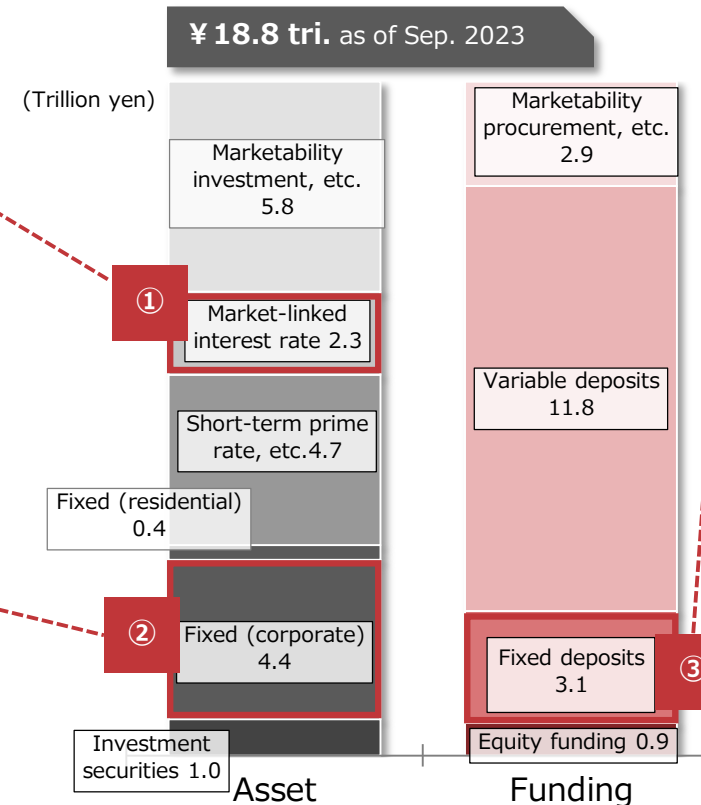 ¥ 18.8 tri. as of Sep. 2023
(Trillion yen)
Marketability
investment, etc.
5.8
①
Market-linked
interest rate 2.3
Short-term prime
rate, etc.4.7
Fixed (residential)
0.4
②
Fixed (corporate)
4.4
Investment
securities 1.0
Asset
Marketability
procurement, etc.
2.9
Variable deposits
11.8
Fixed deposits
3.1
③
Equity funding 0.9
Funding